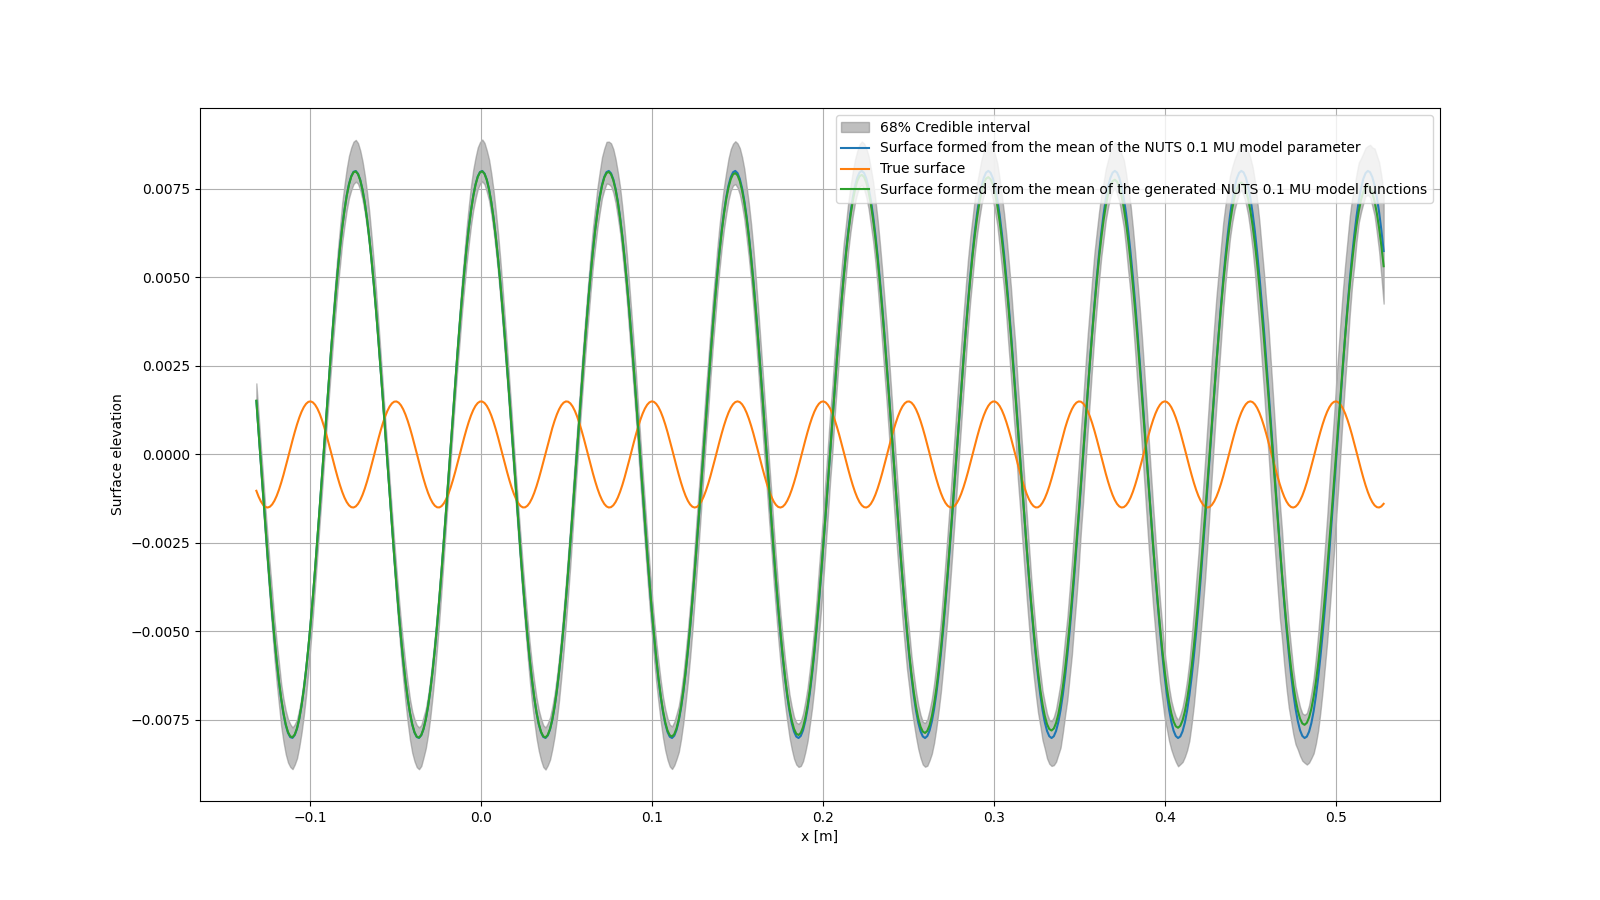 68% Credible interval
Surface formed from the mean of the NUTS 0.1 MU model parameter
True surface
Surface formed from the mean of the generated NUTS 0.1 MU model functions
Surface elevation
0.0075
0.0050
0.0025
0.0000
−0.0025
−0.0050
−0.0075
−0.1 0.0 0.1 0.2 0.3 0.4 0.5
x [m]